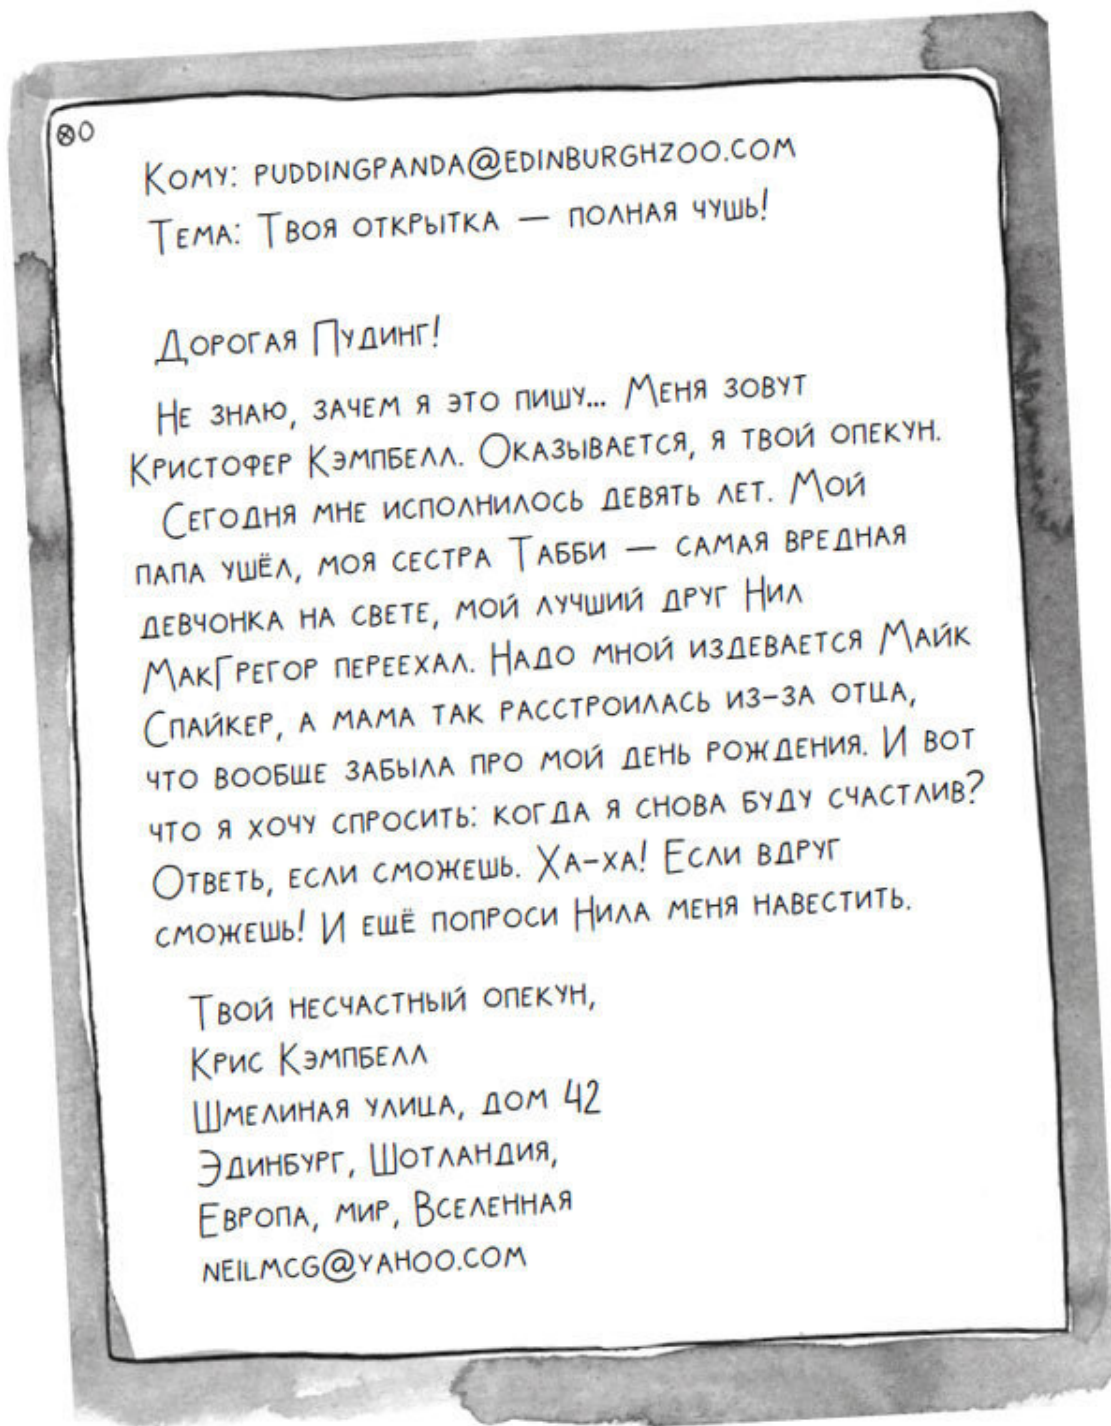 Кому: puddingpanda@edinburghzoo.com
Тема: Твоя открытка — полная чушь!
Дорогая Пудинг!
Не знаю, зачем я это пишу... Меня зовут
Кристофер Кэмпбелл. Оказывается, я твой опекун.
Сегодня мне исполнилось девять лет. Мой
папа ушёл, моя сестра Табби — самая вредная
девчонка на свете, мой лучший друг Нил
МакГрегор переехал. Надо мной издевается Майк
Спайкер, а мама так расстроилась из-за отца,
что вообще забыла про мой день рождения. И вот
что я хочу спросить: когда я снова буду счастлив?
Ответь, если сможешь. Ха-ха! Если вдруг
сможешь! И ещё попроси Нила меня навестить.
Твой несчастный опекун,
Крис Кэмпбелл
Шмелиная улица, дом 42
Эдинбург, Шотландия,
Европа, мир, Вселенная
neilmcg@yahoo.com